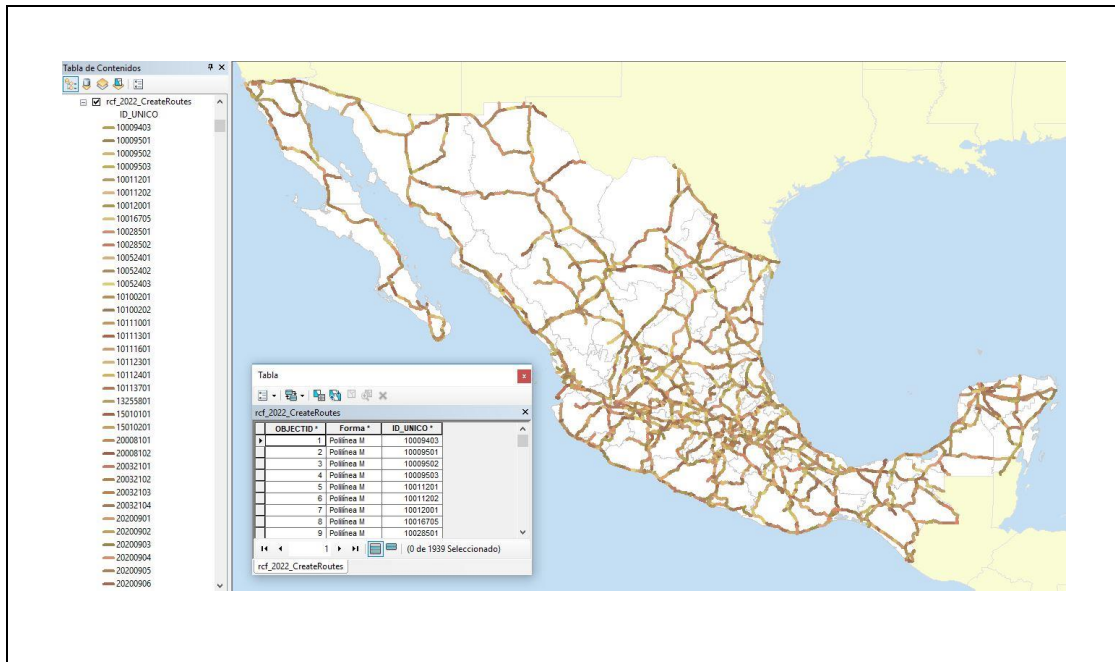 Tabla de Contenidos
rcf_2022_CreateRoutes
ID_UNICO
10009403
10009501
10009502
10009503
10011201
10011202
10012001
10016705
10028501
10028502
10052401
10052402
10052403
10100201
10100202
10111001
10111301
10111601
10112301
10112401
10113701
13255801
15010101
15010201
20008101
20008102
20032101
20032102
20032103
20032104
20200901
20200902
20200903
20200904
20200905
20200906
Tabla
rcf_2022_CreateRoutes
OBJECTID * Forma * ID_UNICO *
1 Polilínea M 10009403
2 Polilínea M 10009501
3 Polilínea M 10009502
4 Polilínea M 10009503
5 Polilínea M 10011201
6 Polilínea M 10011202
7 Polilínea M 10012001
8 Polilínea M 10016705
9 Polilínea M 10028501
1 (0 de 1939 Seleccionado)
rcf_2022_CreateRoutes